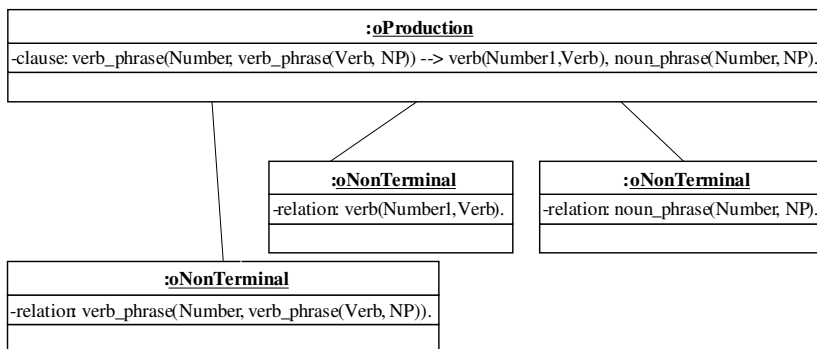 :oProduction
-clause: verb_phrase(Number, verb_phrase(Verb, NP)) --> verb(Number1,Verb), noun_phrase(Number, NP).
:oNonTerminal
-relation: verb(Number1,Verb).
:oNonTerminal
-relation: noun_phrase(Number, NP).
:oNonTerminal
-relation: verb_phrase(Number, verb_phrase(Verb, NP)).